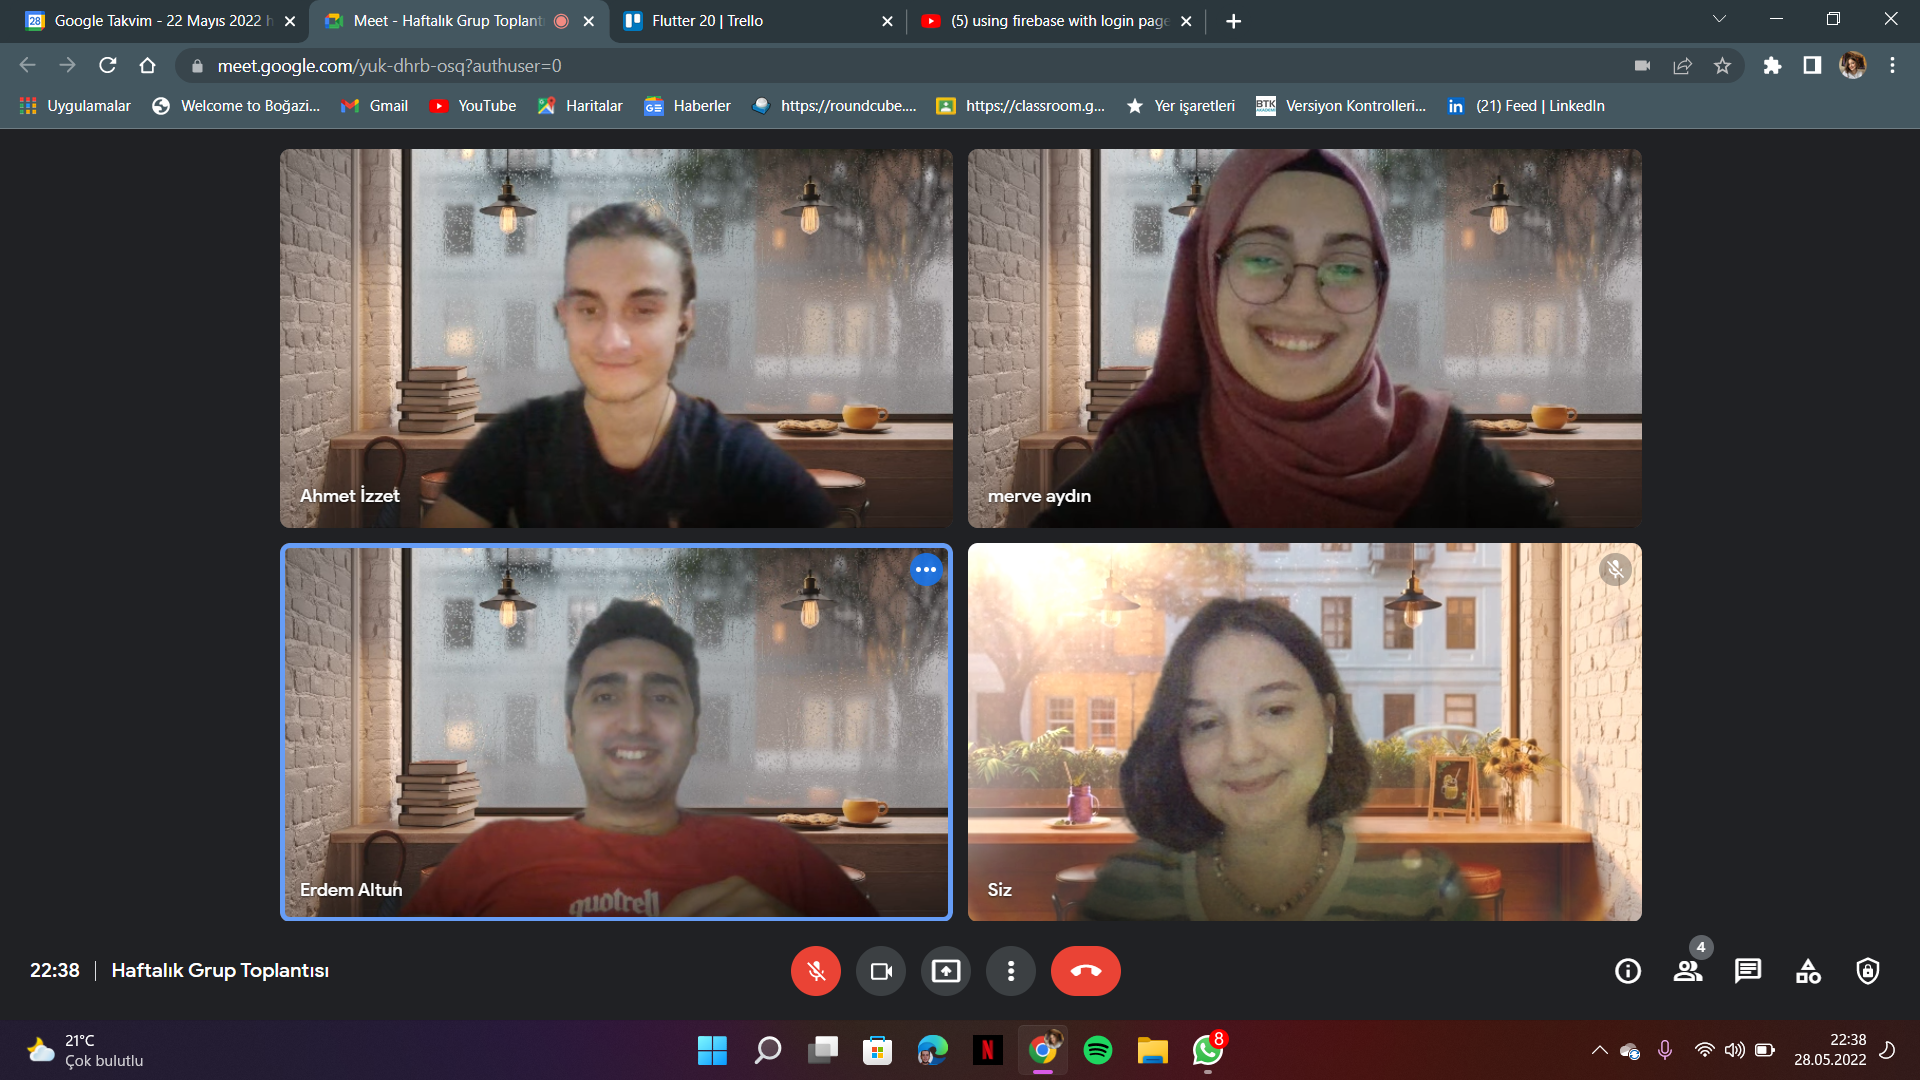 Google Takvim - 22 Mayıs 2022 h
Meet - Haftalık Grup Toplantı
Flutter 20 | Trello
(5) using firebase with login page
meet.google.com/yuk-dhrb-osq?authuser=0
Uygulamalar
Welcome to Boğazi...
Gmail
YouTube
Haritalar
Haberler
https://roundcube....
https://classroom.g...
Yer işaretleri
BTK
Versiyon Kontrolleri...
(21) Feed | LinkedIn
Ahmet İzzet
merve aydın
Erdem Altun
quotrell
Siz
22:38 | Haftalık Grup Toplantısı
4
21°C
Çok bulutlu
8
22:38
28.05.2022